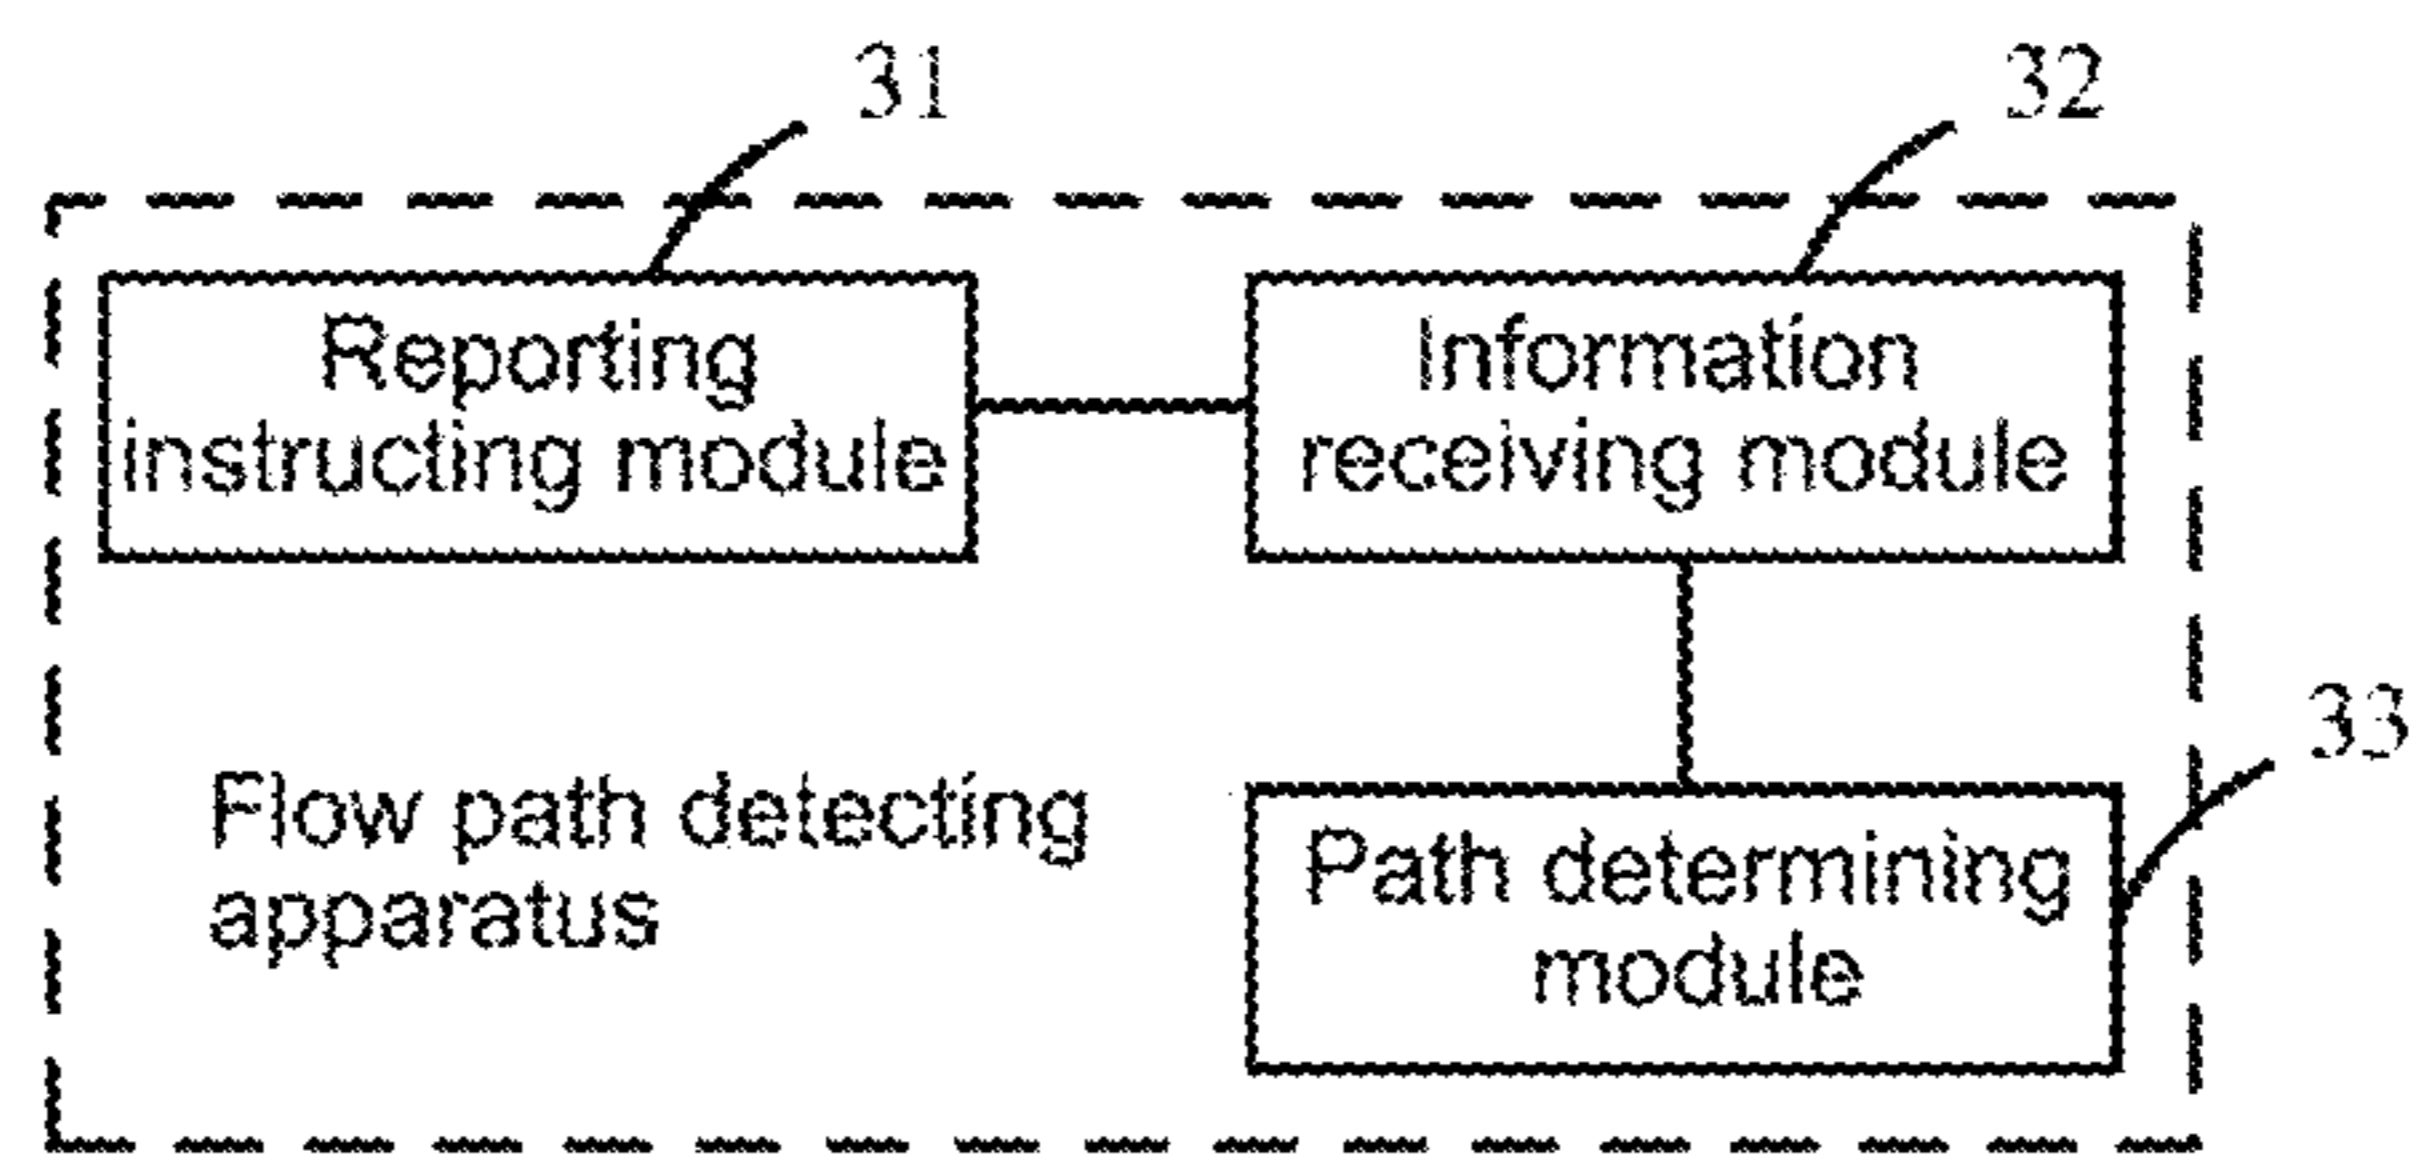 31
32
Reporting
instructing module
Information
receiving module
33
Flow path detecting
apparatus
Path determining
module